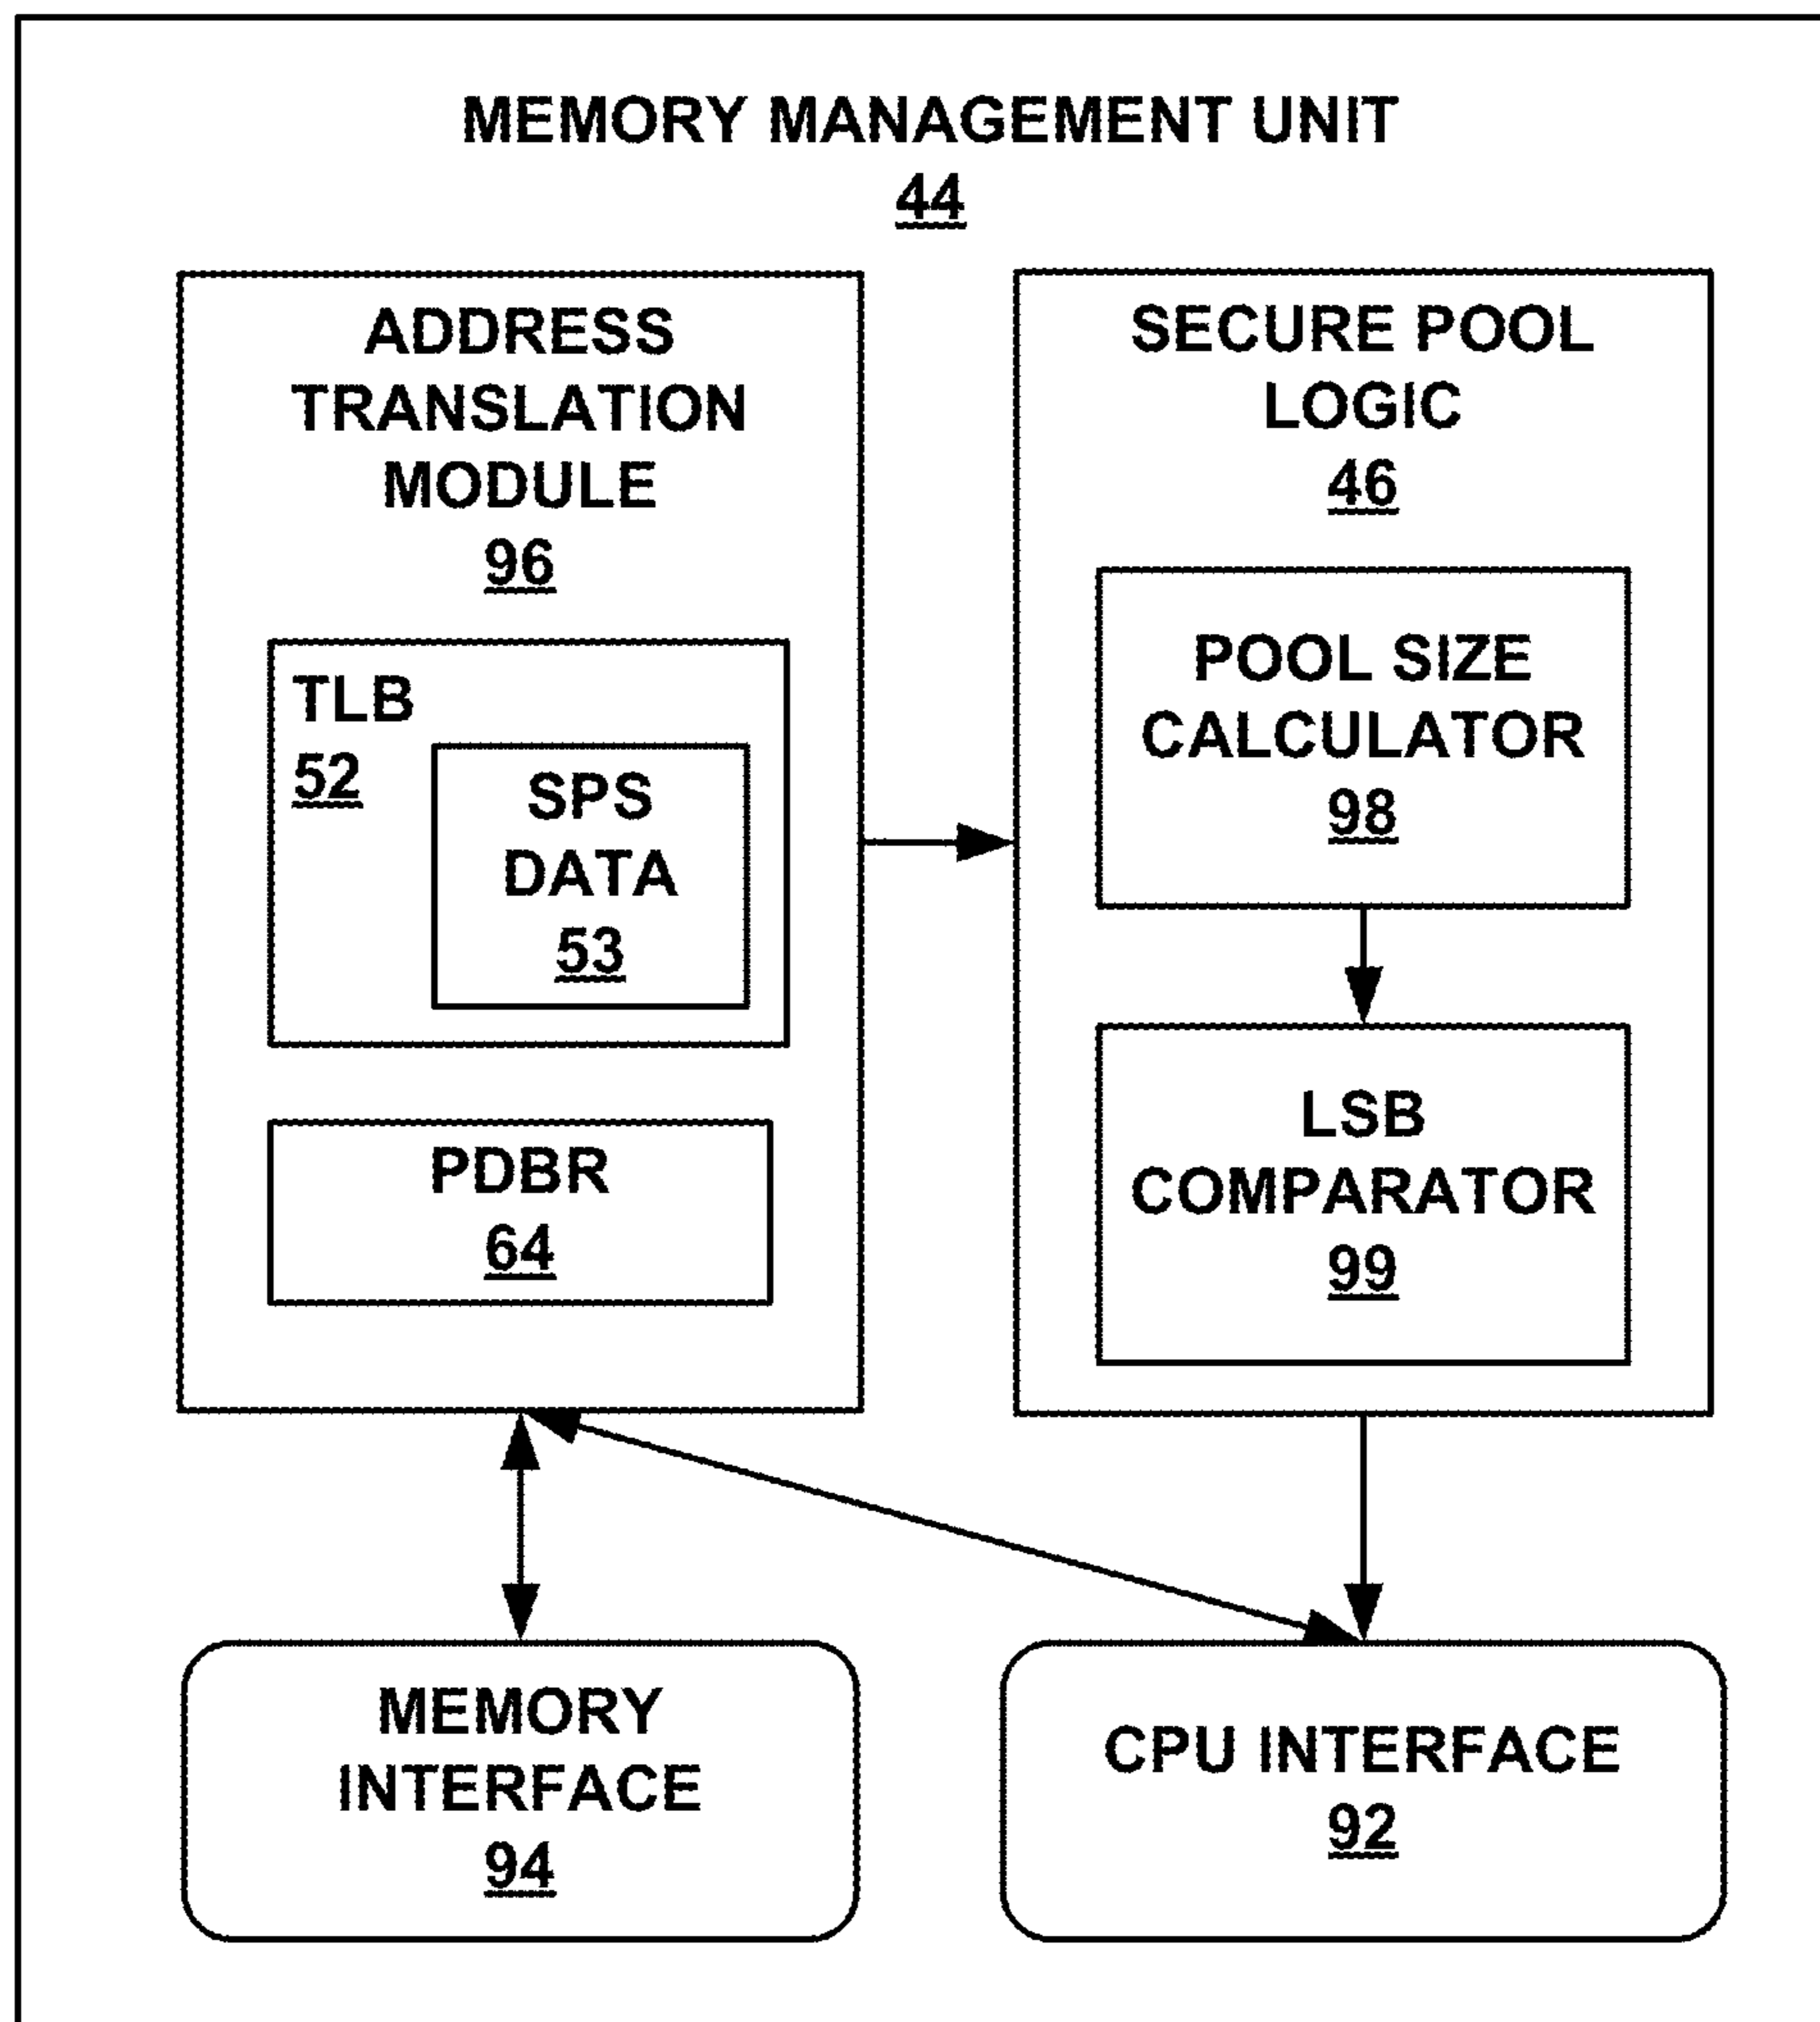 MEMORY MANAGEMENT UNIT
44
ADDRESS
TRANSLATION
MODULE
96
TLB
52
SPS
DATA
53
PDBR
64
SECURE POOL
LOGIC
46
POOL SIZE
CALCULATOR
98
LSB
COMPARATOR
99
MEMORY
INTERFACE
94
CPU INTERFACE
92